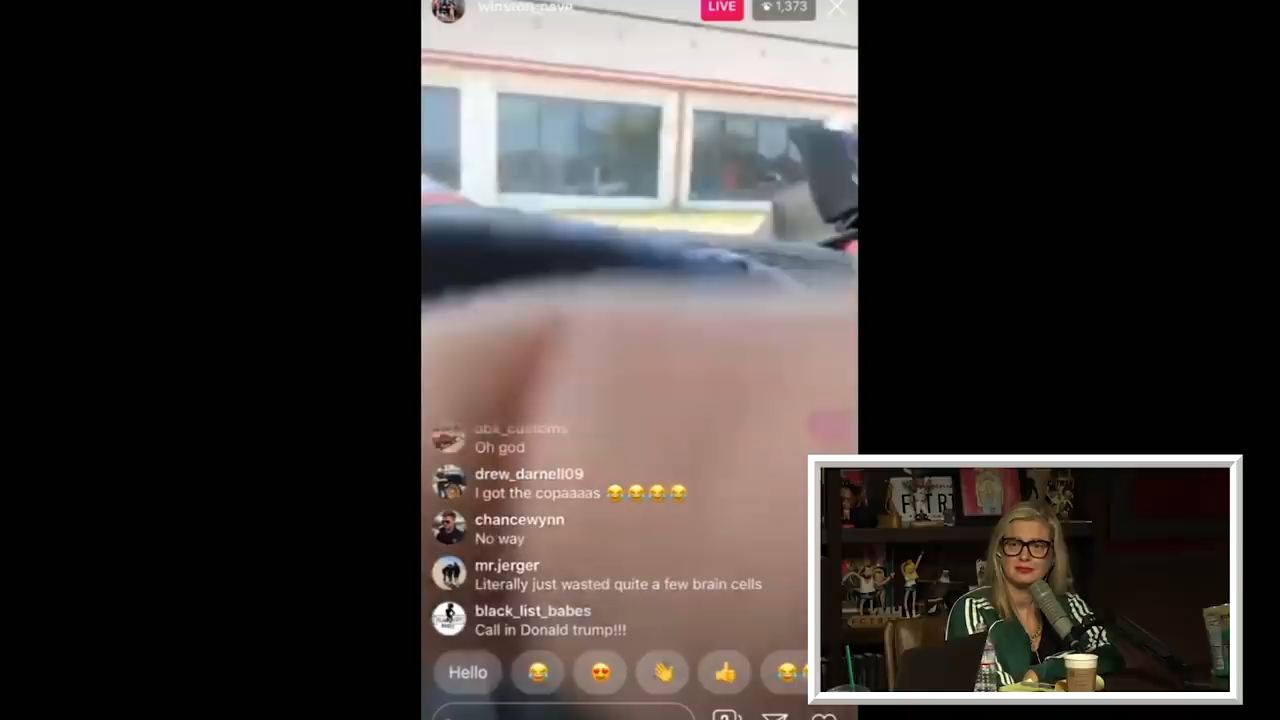 LIVE
1,373
abk_customs
Oh god
drew_darnell09
I got the copaaaas 😂😂😂😂
chancewynn
No way
mr.jerger
Literally just wasted quite a few brain cells
black_list_babes
Call in Donald trump!!!
Hello 😂 😍 👋 👍 😂